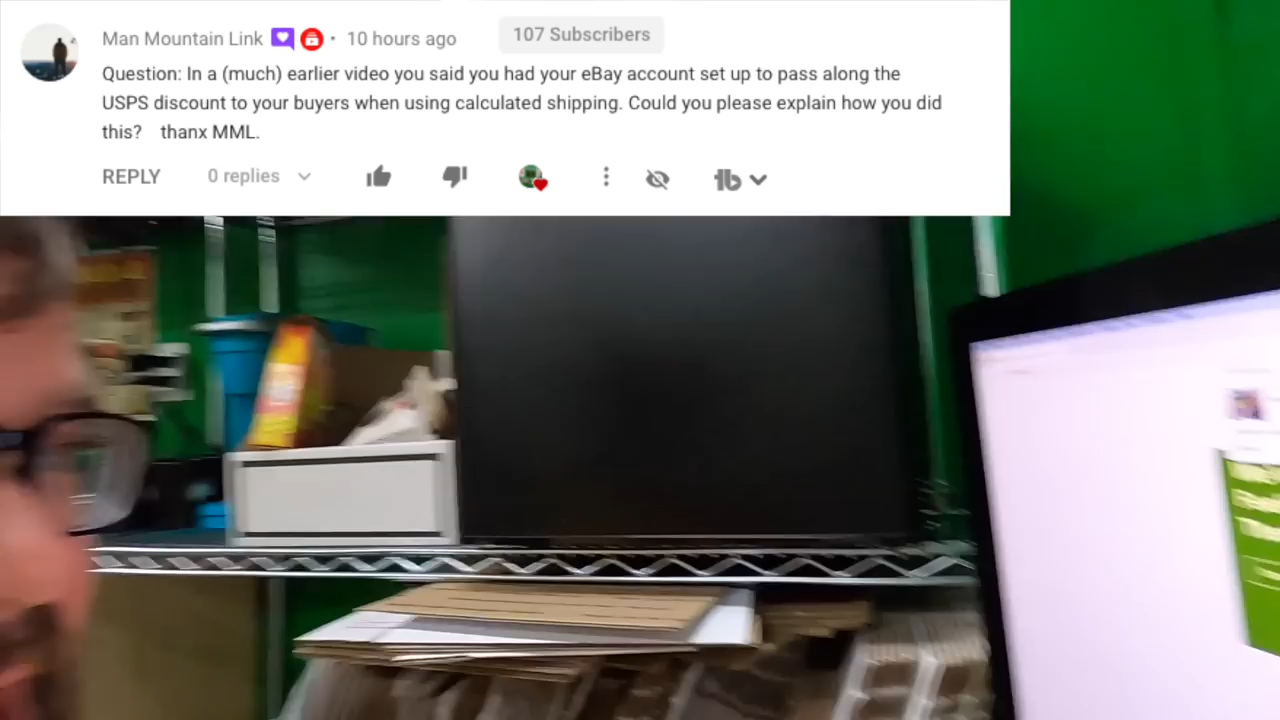 Man Mountain Link • 10 hours ago 107 Subscribers
Question: In a (much) earlier video you said you had your eBay account set up to pass along the
USPS discount to your buyers when using calculated shipping. Could you please explain how you did
this? thanx MML.
REPLY 0 replies